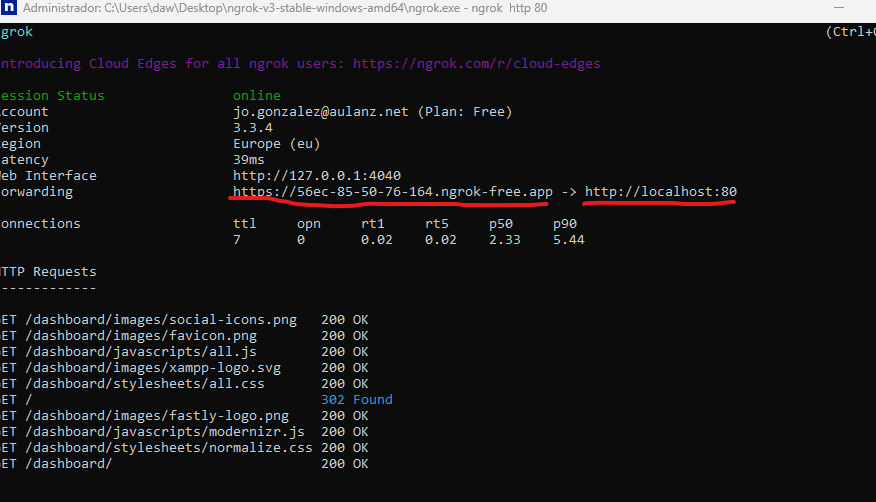 n Administrador: C:\Users\daw\Desktop\ngrok-v3-stable-windows-amd64\ngrok.exe - ngrok  http 80
grok (Ctrl+C
ntroducing Cloud Edges for all ngrok users: https://ngrok.com/r/cloud-edges
ession Status online
ccount jo.gonzalez@aulanz.net (Plan: Free)
ersion 3.3.4
egion Europe (eu)
atency 39ms
eb Interface http://127.0.0.1:4040
orwarding https://56ec-85-50-76-164.ngrok-free.app -> http://localhost:80
onnections ttl opn rt1 rt5 p50 p90
7 0 0.02 0.02 2.33 5.44
TTP Requests
------------
ET /dashboard/images/social-icons.png 200 OK
ET /dashboard/images/favicon.png 200 OK
ET /dashboard/javascripts/all.js 200 OK
ET /dashboard/images/xampp-logo.svg 200 OK
ET /dashboard/stylesheets/all.css 200 OK
ET / 302 Found
ET /dashboard/images/fastly-logo.png 200 OK
ET /dashboard/javascripts/modernizr.js 200 OK
ET /dashboard/stylesheets/normalize.css 200 OK
ET /dashboard/ 200 OK